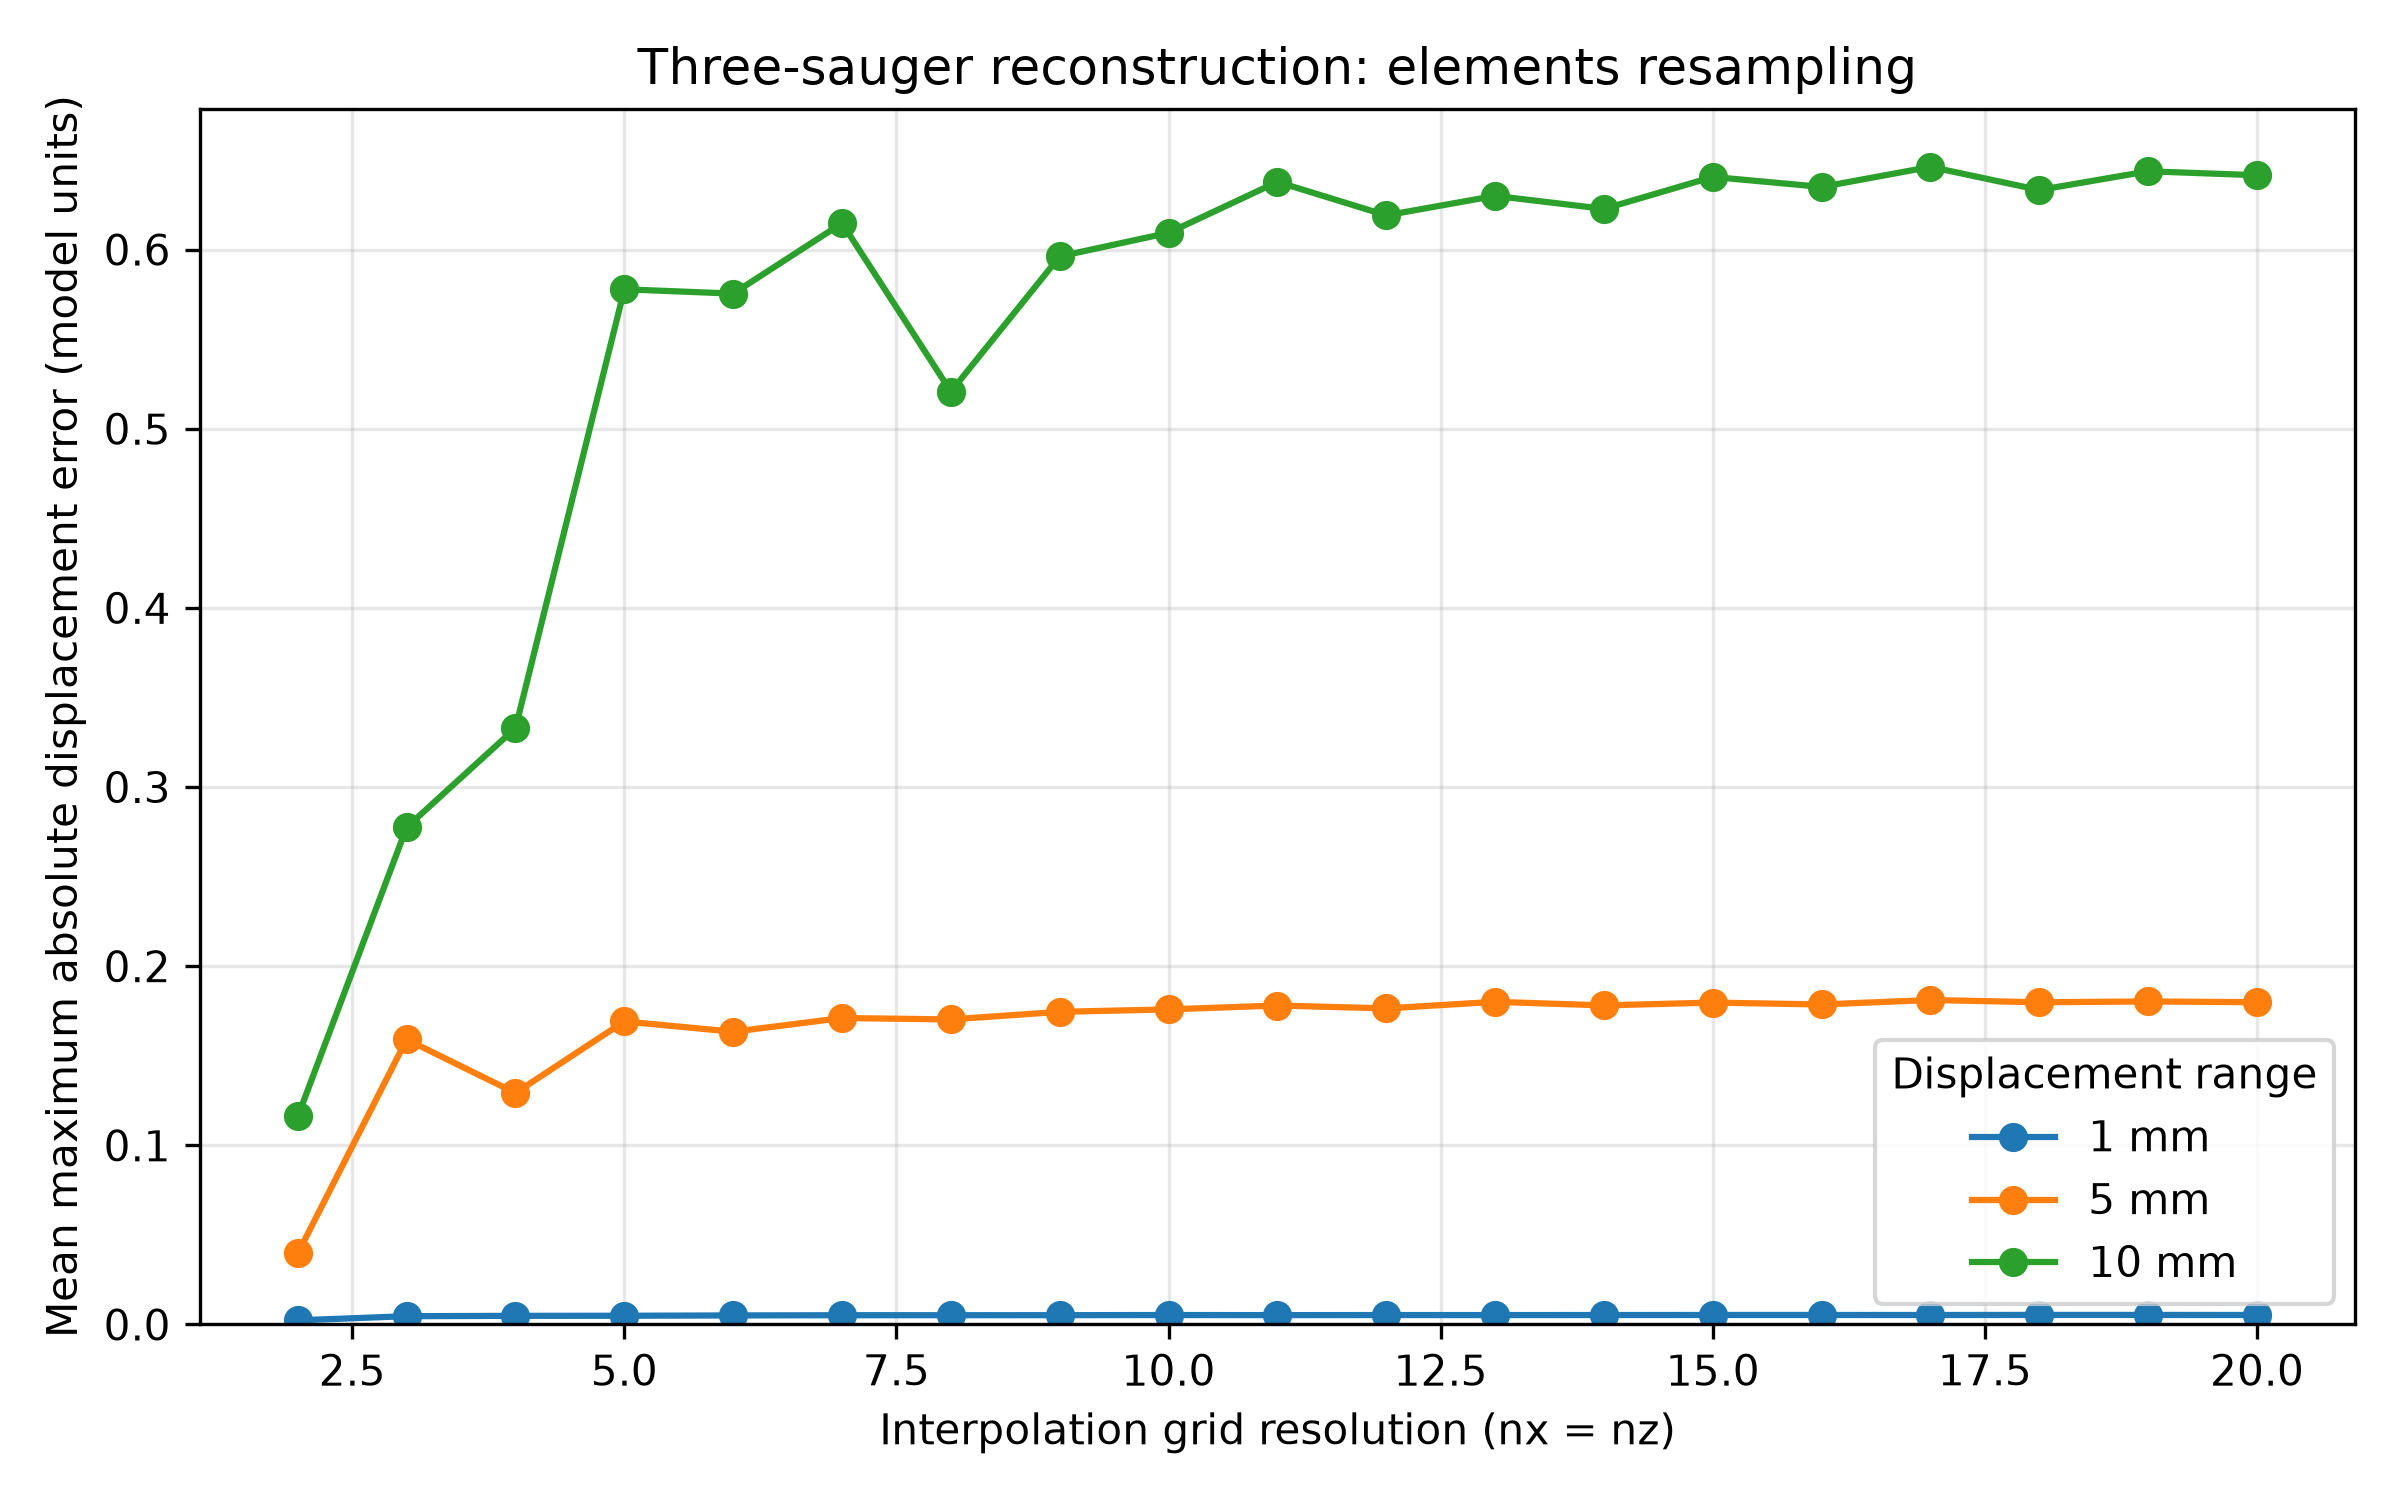 Three-sauger reconstruction: elements resampling
Mean maximum absolute displacement error (model units)
0.6
0.5
0.4
0.3
0.2
0.1
0.0
Displacement range
1 mm
5 mm
10 mm
2.5 5.0 7.5 10.0 12.5 15.0 17.5 20.0
Interpolation grid resolution (nx = nz)